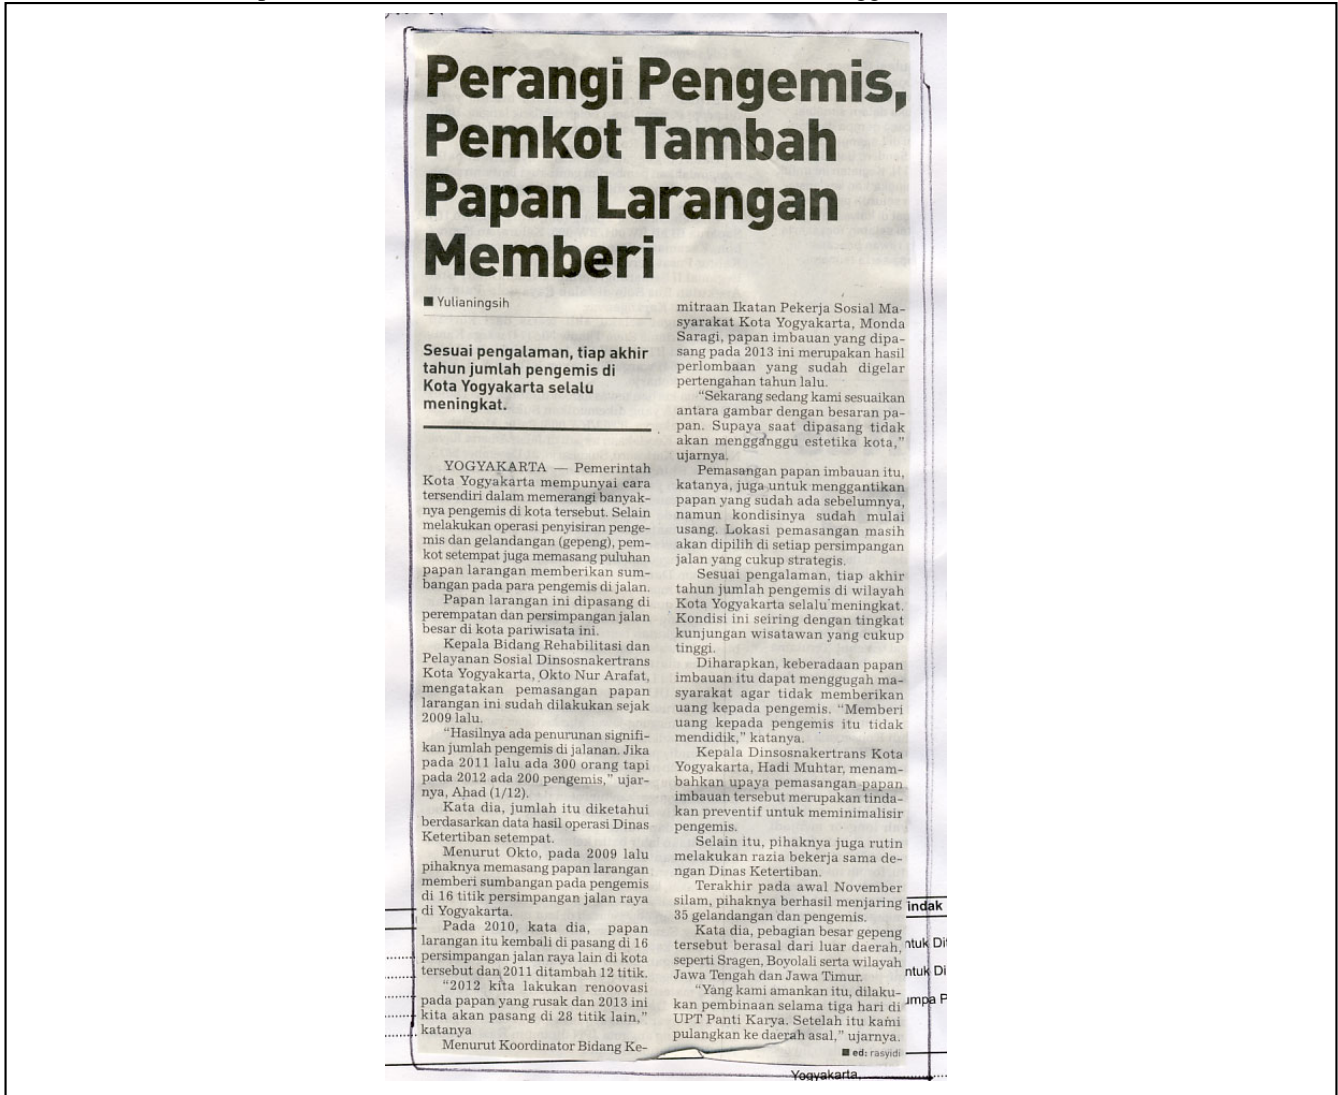 Perangi Pengemis,
Pemkot Tambah
Papan Larangan
Memberi
■ Yulianingsih
Sesuai pengalaman, tiap akhir
tahun jumlah pengemis di
Kota Yogyakarta selalu
meningkat.
YOGYAKARTA — Pemerintah
Kota Yogyakarta mempunyai cara
tersendiri dalam memerangi banyak-
nya pengemis di kota tersebut. Selain
melakukan operasi penyisiran penge-
mis dan gelandangan (gepeng), pem-
kot setempat juga memasang puluhan
papan larangan memberikan sum-
bangan pada para pengemis di jalan.
Papan larangan ini dipasang di
perempatan dan persimpangan jalan
besar di kota pariwisata ini.
Kepala Bidang Rehabilitasi dan
Pelayanan Sosial Dinsosnakertrans
Kota Yogyakarta, Okto Nur Arafat,
mengatakan pemasangan papan
larangan ini sudah dilakukan sejak
2009 lalu.
“Hasilnya ada penurunan signifi-
kan jumlah pengemis di jalanan. Jika
pada 2011 lalu ada 300 orang tapi
pada 2012 ada 200 pengemis,” ujar-
nya, Ahad (1/12).
Kata dia, jumlah itu diketahui
berdasarkan data hasil operasi Dinas
Ketertiban setempat.
Menurut Okto, pada 2009 lalu
pihaknya memasang papan larangan
memberi sumbangan pada pengemis
di 16 titik persimpangan jalan raya
di Yogyakarta.
Pada 2010, kata dia, papan
larangan itu kembali di pasang di 16
persimpangan jalan raya lain di kota
tersebut dan 2011 ditambah 12 titik.
“2012 kita lakukan renoovasi
pada papan yang rusak dan 2013 ini
kita akan pasang di 28 titik lain,”
katanya
Menurut Koordinator Bidang Ke-
mitraan Ikatan Pekerja Sosial Ma-
syarakat Kota Yogyakarta, Monda
Saragi, papan imbauan yang dipa-
sang pada 2013 ini merupakan hasil
perlombaan yang sudah digelar
pertengahan tahun lalu.
“Sekarang sedang kami sesuaikan
antara gambar dengan besaran pa-
pan. Supaya saat dipasang tidak
akan mengganggu estetika kota,”
ujarnya.
Pemasangan papan imbauan itu,
katanya, juga untuk menggantikan
papan yang sudah ada sebelumnya,
namun kondisinya sudah mulai
usang. Lokasi pemasangan masih
akan dipilih di setiap persimpangan
jalan yang cukup strategis.
Sesuai pengalaman, tiap akhir
tahun jumlah pengemis di wilayah
Kota Yogyakarta selalu meningkat.
Kondisi ini seiring dengan tingkat
kunjungan wisatawan yang cukup
tinggi.
Diharapkan, keberadaan papan
imbauan itu dapat menggugah ma-
syarakat agar tidak memberikan
uang kepada pengemis. “Memberi
uang kepada pengemis itu tidak
mendidik,” katanya.
Kepala Dinsosnakertrans Kota
Yogyakarta, Hadi Muhtar, menam-
bahkan upaya pemasangan papan
imbauan tersebut merupakan tinda-
kan preventif untuk meminimalisir
pengemis.
Selain itu, pihaknya juga rutin
melakukan razia bekerja sama de-
ngan Dinas Ketertiban.
Terakhir pada awal November
silam, pihaknya berhasil menjaring
35 gelandangan dan pengemis.
Kata dia, pebagian besar gepeng
tersebut berasal dari luar daerah,
seperti Sragen, Boyolali serta wilayah
Jawa Tengah dan Jawa Timur.
“Yang kami amankan itu, dilaku-
kan pembinaan selama tiga hari di
UPT Panti Karya. Setelah itu kami
pulangkan ke daerah asal,” ujarnya.
■ ed: rasyidi
indak
ntuk Di
ntuk Di
umpa P
Yogyakarta,